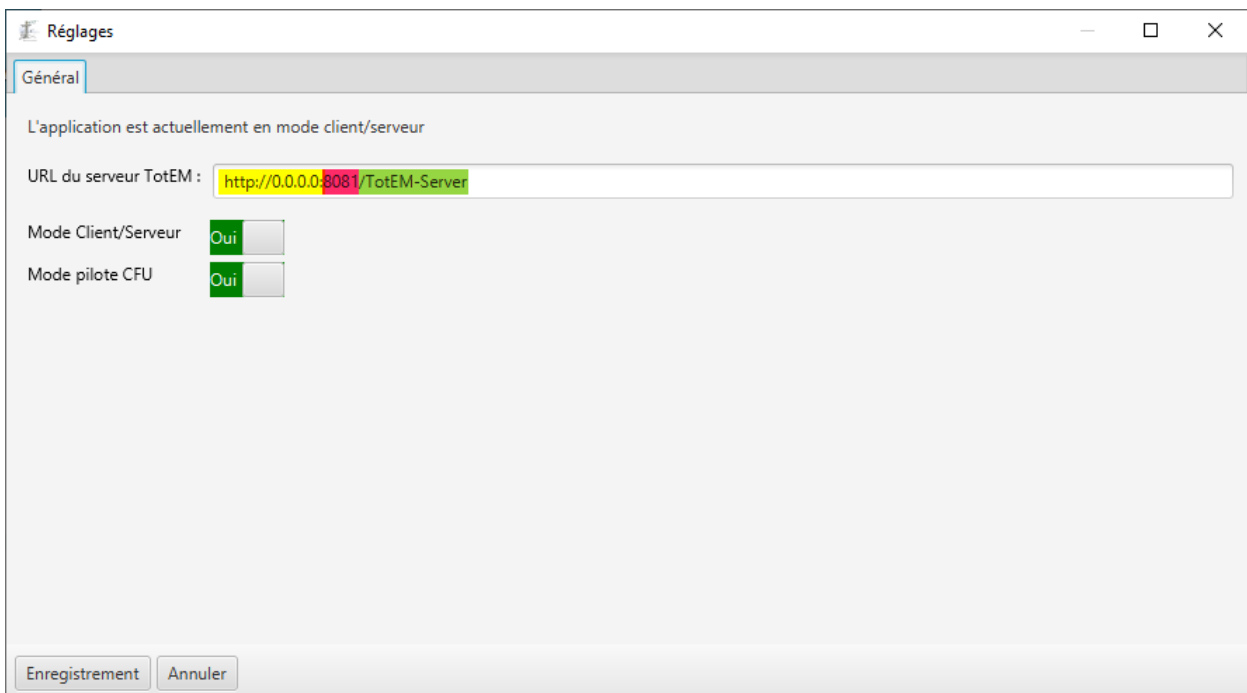 Réglages
Général
L'application est actuellement en mode client/serveur
URL du serveur TotEM : http://0.0.0.0:8081/TotEM-Server
Mode Client/Serveur Oui
Mode pilote CFU Oui
Enregistrement Annuler